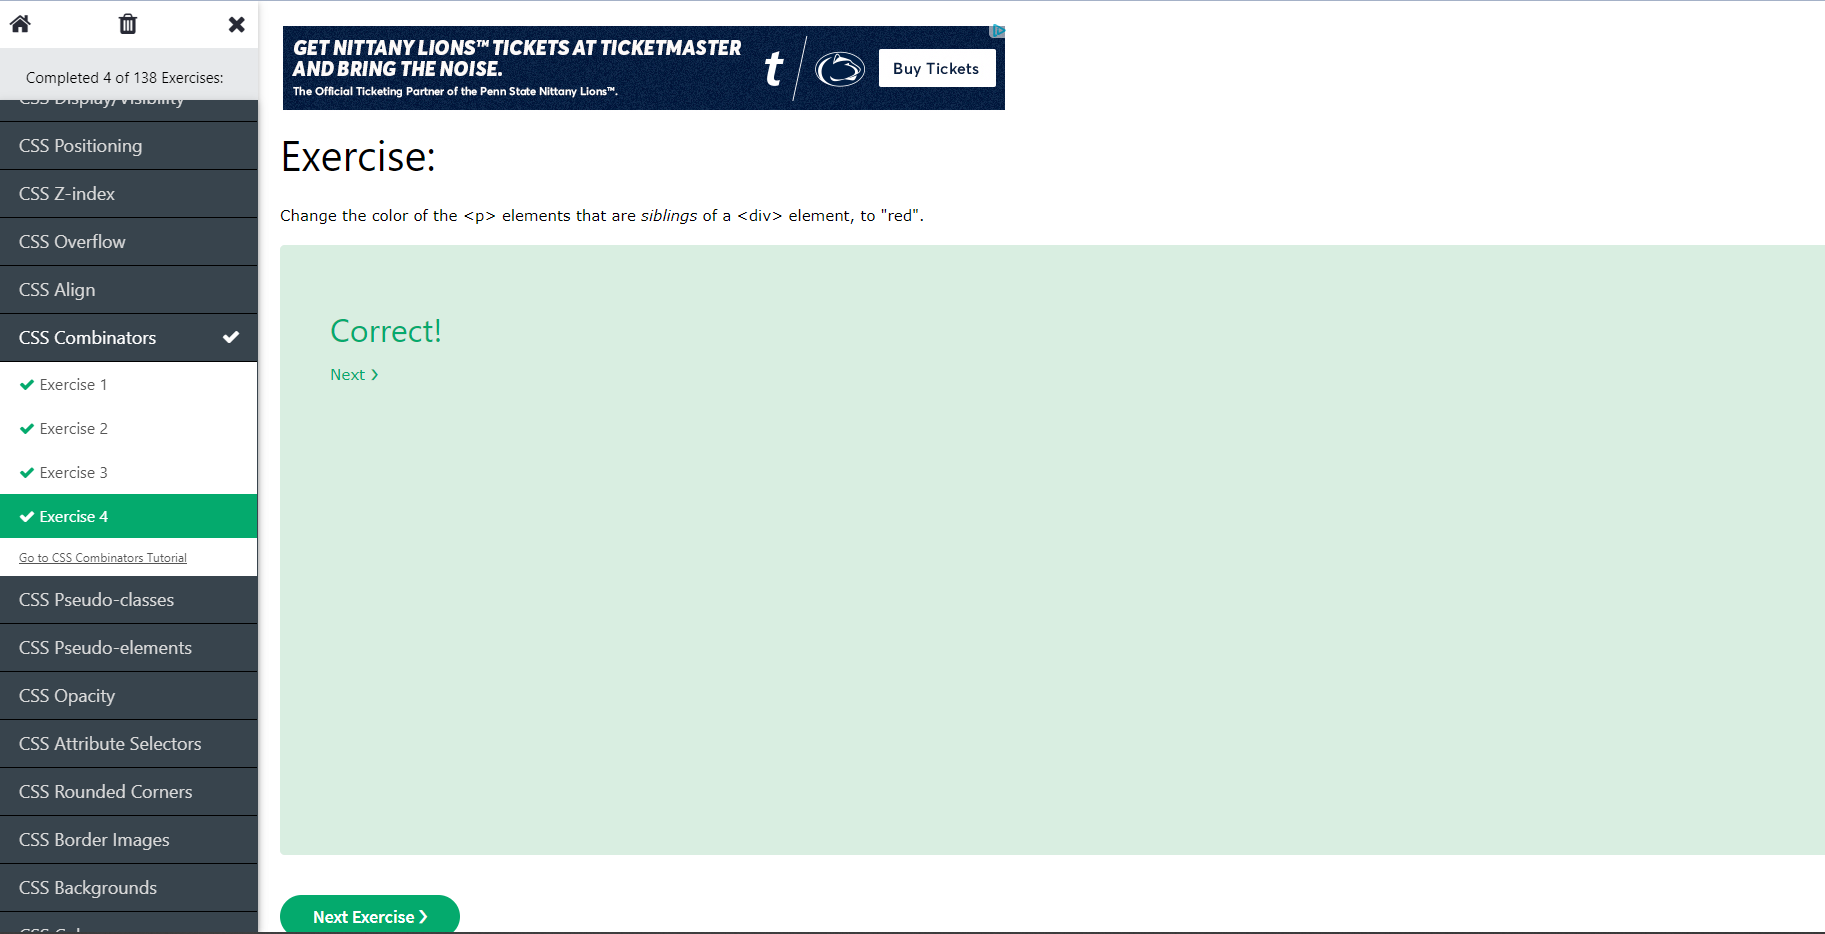 Completed 4 of 138 Exercises:
CSS Display/Visibility
CSS Positioning
CSS Z-index
CSS Overflow
CSS Align
CSS Combinators
Exercise 1
Exercise 2
Exercise 3
Exercise 4
Go to CSS Combinators Tutorial
CSS Pseudo-classes
CSS Pseudo-elements
CSS Opacity
CSS Attribute Selectors
CSS Rounded Corners
CSS Border Images
CSS Backgrounds
GET NITTANY LIONS™ TICKETS AT TICKETMASTER
AND BRING THE NOISE.
The Official Ticketing Partner of the Penn State Nittany Lions™.
t
Buy Tickets
Exercise:
Change the color of the <p> elements that are siblings of a <div> element, to "red".
Correct!
Next ❯
Next Exercise ❯